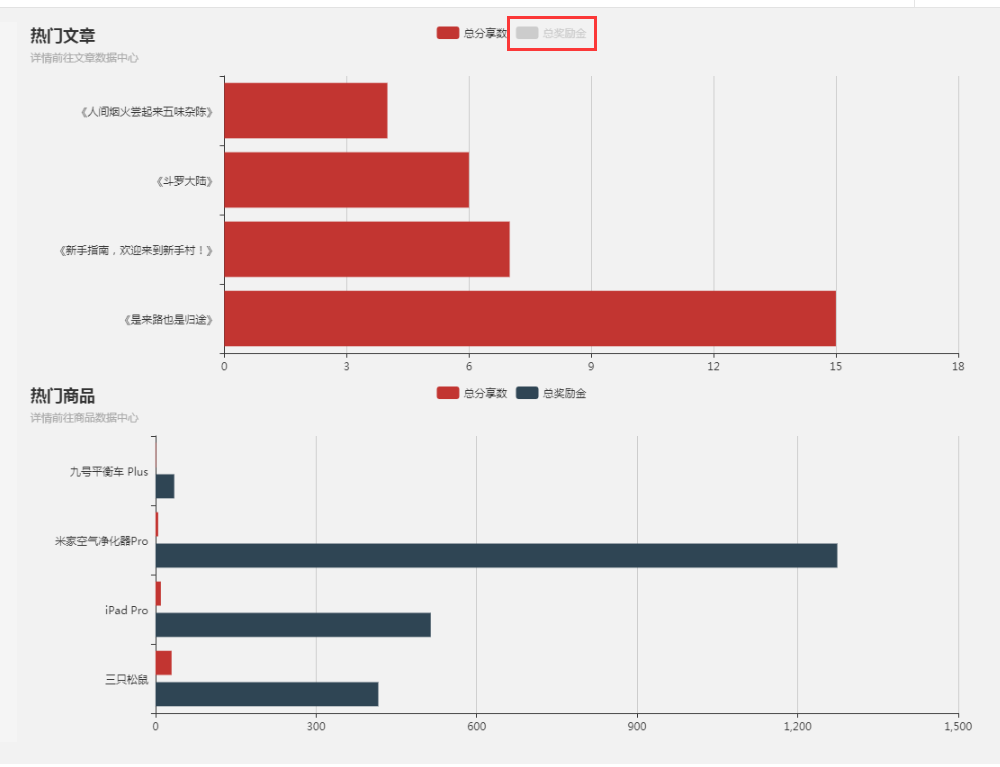 热门文章
总分享数 总奖励金
详情前往文章数据中心
《人间烟火尝起来五味杂陈》
《斗罗大陆》
《新手指南，欢迎来到新手村！》
《是来路也是归途》
0 3 6 9 12 15 18
热门商品
总分享数 总奖励金
详情前往商品数据中心
九号平衡车 Plus
米家空气净化器Pro
iPad Pro
三只松鼠
0 300 600 900 1,200 1,500